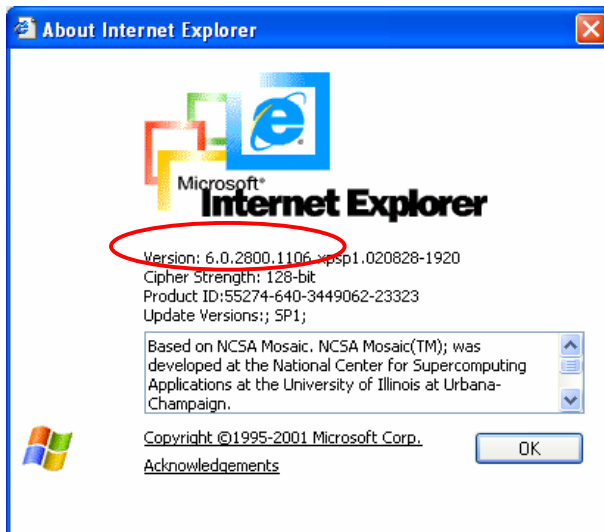 About Internet Explorer
Microsoft®
Internet Explorer
Version: 6.0.2800.1106.xpsp1.020828-1920
Cipher Strength: 128-bit
Product ID:55274-640-3449062-23323
Update Versions:; SP1;
Based on NCSA Mosaic. NCSA Mosaic(TM); was
developed at the National Center for Supercomputing
Applications at the University of Illinois at Urbana-
Champaign.
Copyright ©1995-2001 Microsoft Corp.
OK
Acknowledgements